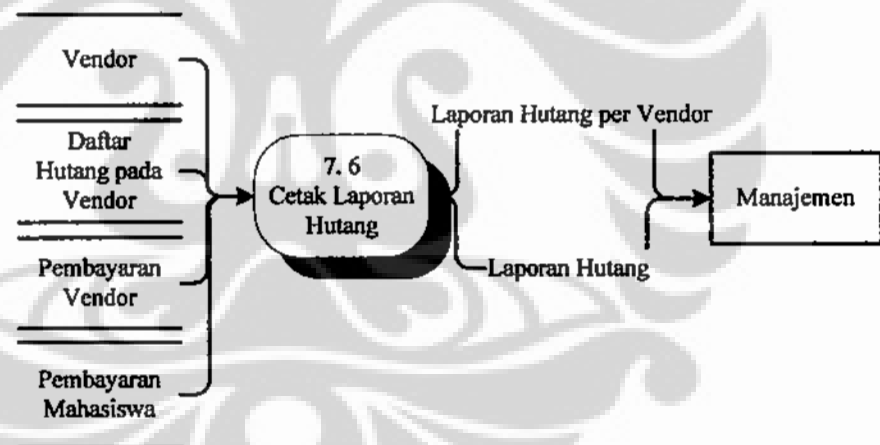 Vendor
Daftar
Hutang pada
Vendor
Pembayaran
Vendor
Pembayaran
Mahasiswa
7. 6
Cetak Laporan
Hutang
Laporan Hutang per Vendor
Laporan Hutang
Manajemen